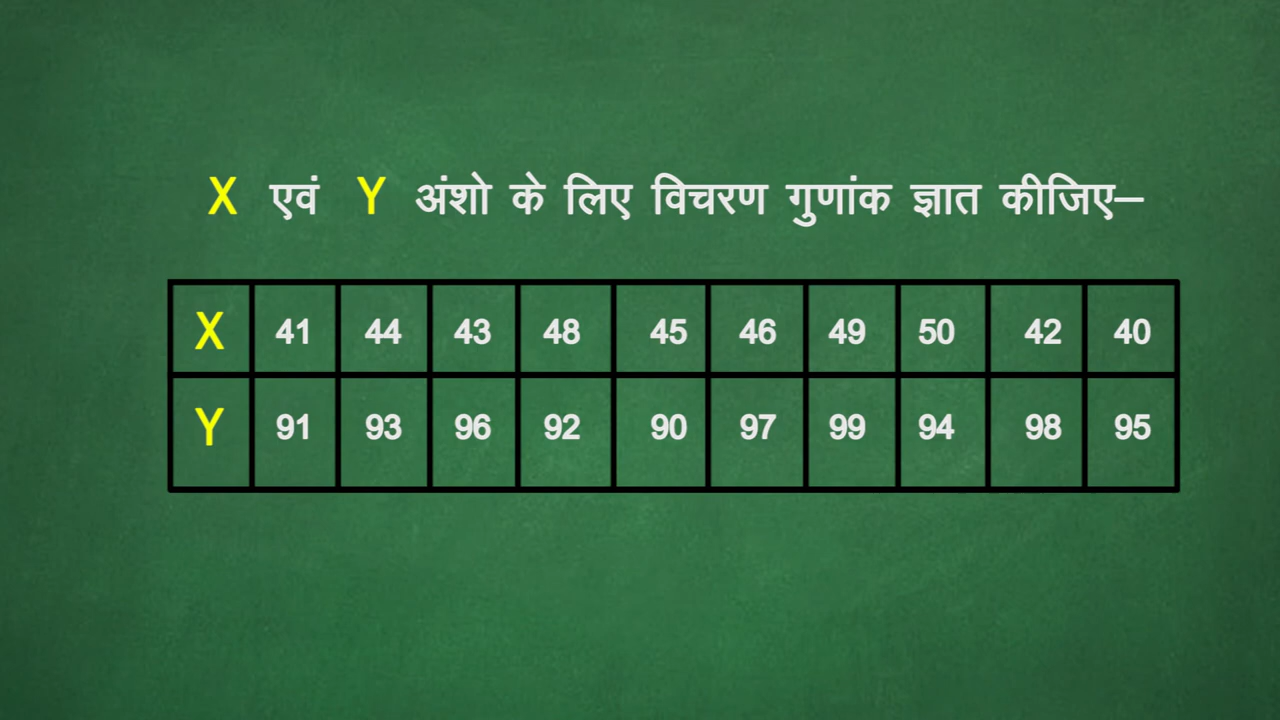 X एवं Y अंशो के लिए विचरण गुणांक ज्ञात कीजिए–
X 41 44 43 48 45 46 49 50 42 40
Y 91 93 96 92 90 97 99 94 98 95